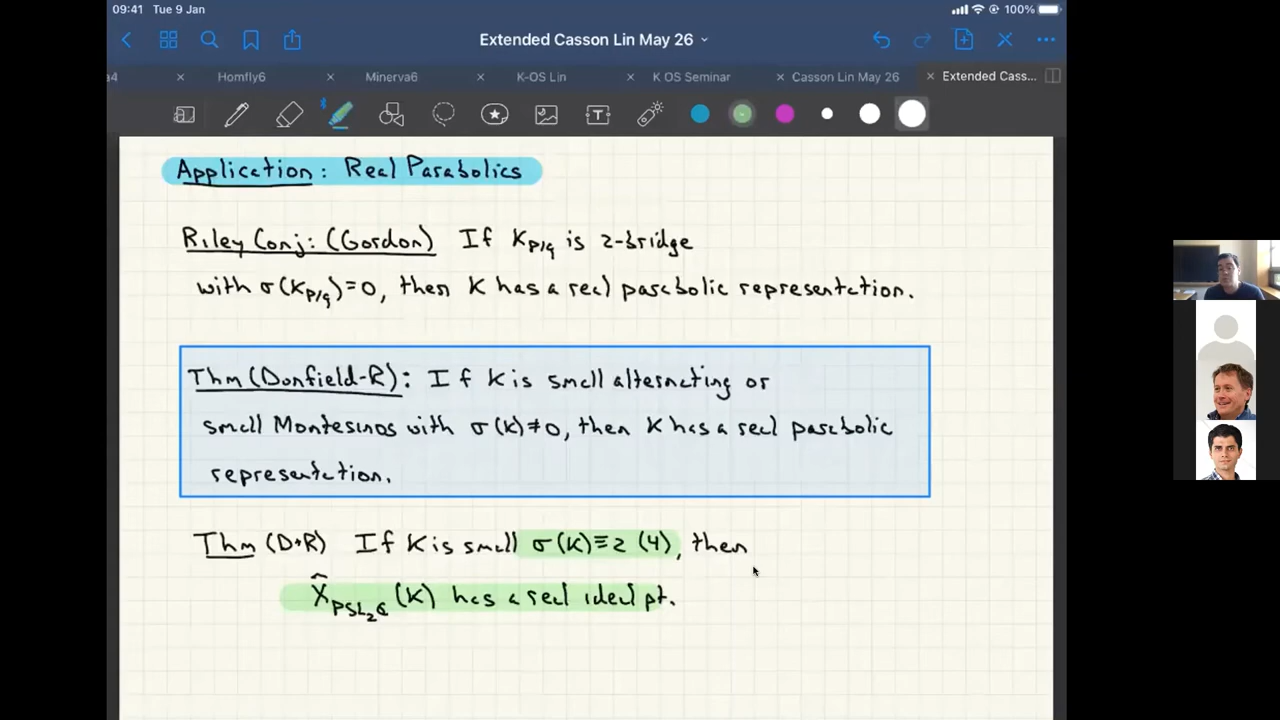 09:41 Tue 9 Jan
100%
Extended Casson Lin May 26
a4
Homfly6
Minerva6
K-OS Lin
K OS Seminar
Casson Lin May 26
Extended Cass...
Application: Real Parabolics
Riley Conj: (Gordon) If K_{P/q} is 2-bridge
with σ(K_{P/q})=0, then K has a real parabolic representation.
Thm (Dunfield-R): If K is small alternating or
small Montesinos with σ(K)≠0, then K has a real parabolic
representation.
Thm (D+R) If K is small σ(K)≡2 (4), then
X̂_{PSL₂ℂ}(K) has a real ideal pt.